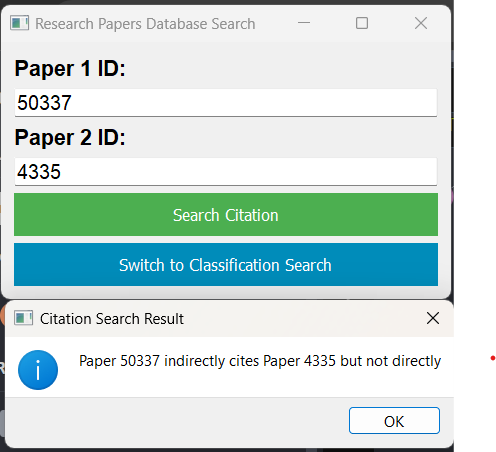 Research Papers Database Search
Paper 1 ID:
50337
Paper 2 ID:
4335
Search Citation
Switch to Classification Search
Citation Search Result
Paper 50337 indirectly cites Paper 4335 but not directly
OK